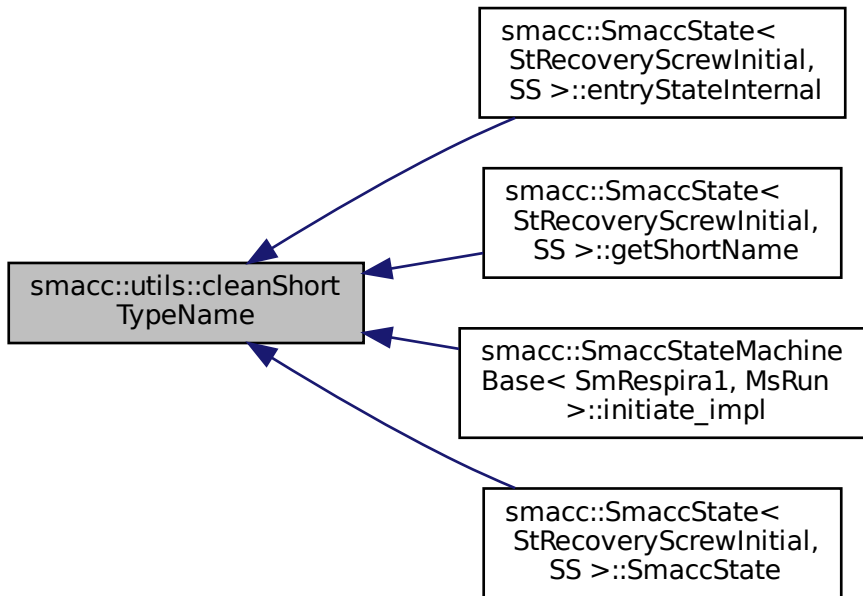 smacc::SmaccState<
StRecoveryScrewInitial,
SS >::entryStateInternal
smacc::SmaccState<
StRecoveryScrewInitial,
SS >::getShortName
smacc::utils::cleanShort
TypeName
smacc::SmaccStateMachine
Base< SmRespira1, MsRun
>::initiate_impl
smacc::SmaccState<
StRecoveryScrewInitial,
SS >::SmaccState